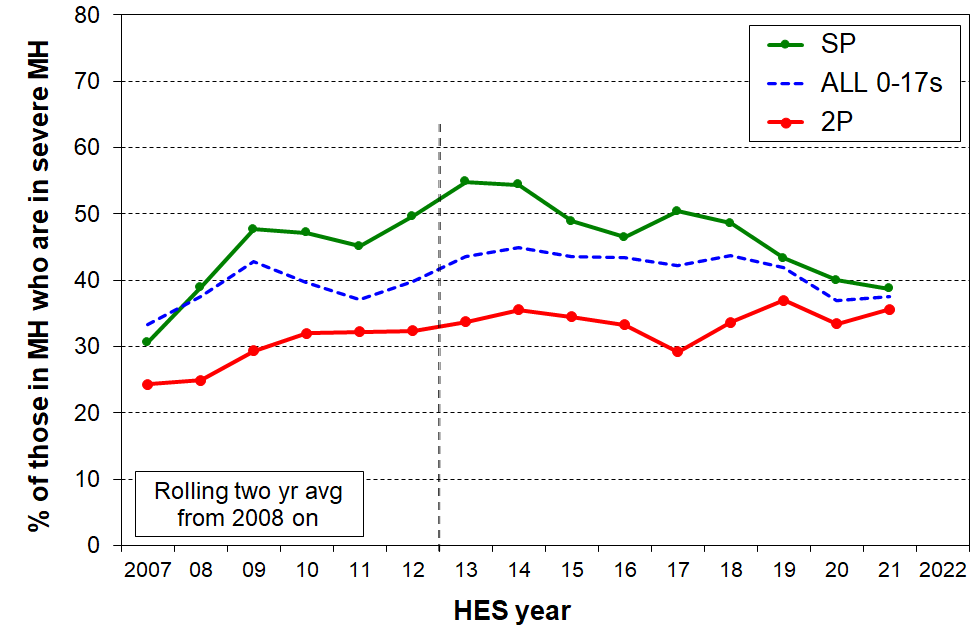 % of those in MH who are in severe MH
80
70
60
50
40
30
20
10
0
SP
ALL 0-17s
2P
Rolling two yr avg
from 2008 on
2007 08 09 10 11 12 13 14 15 16 17 18 19 20 21 2022
HES year